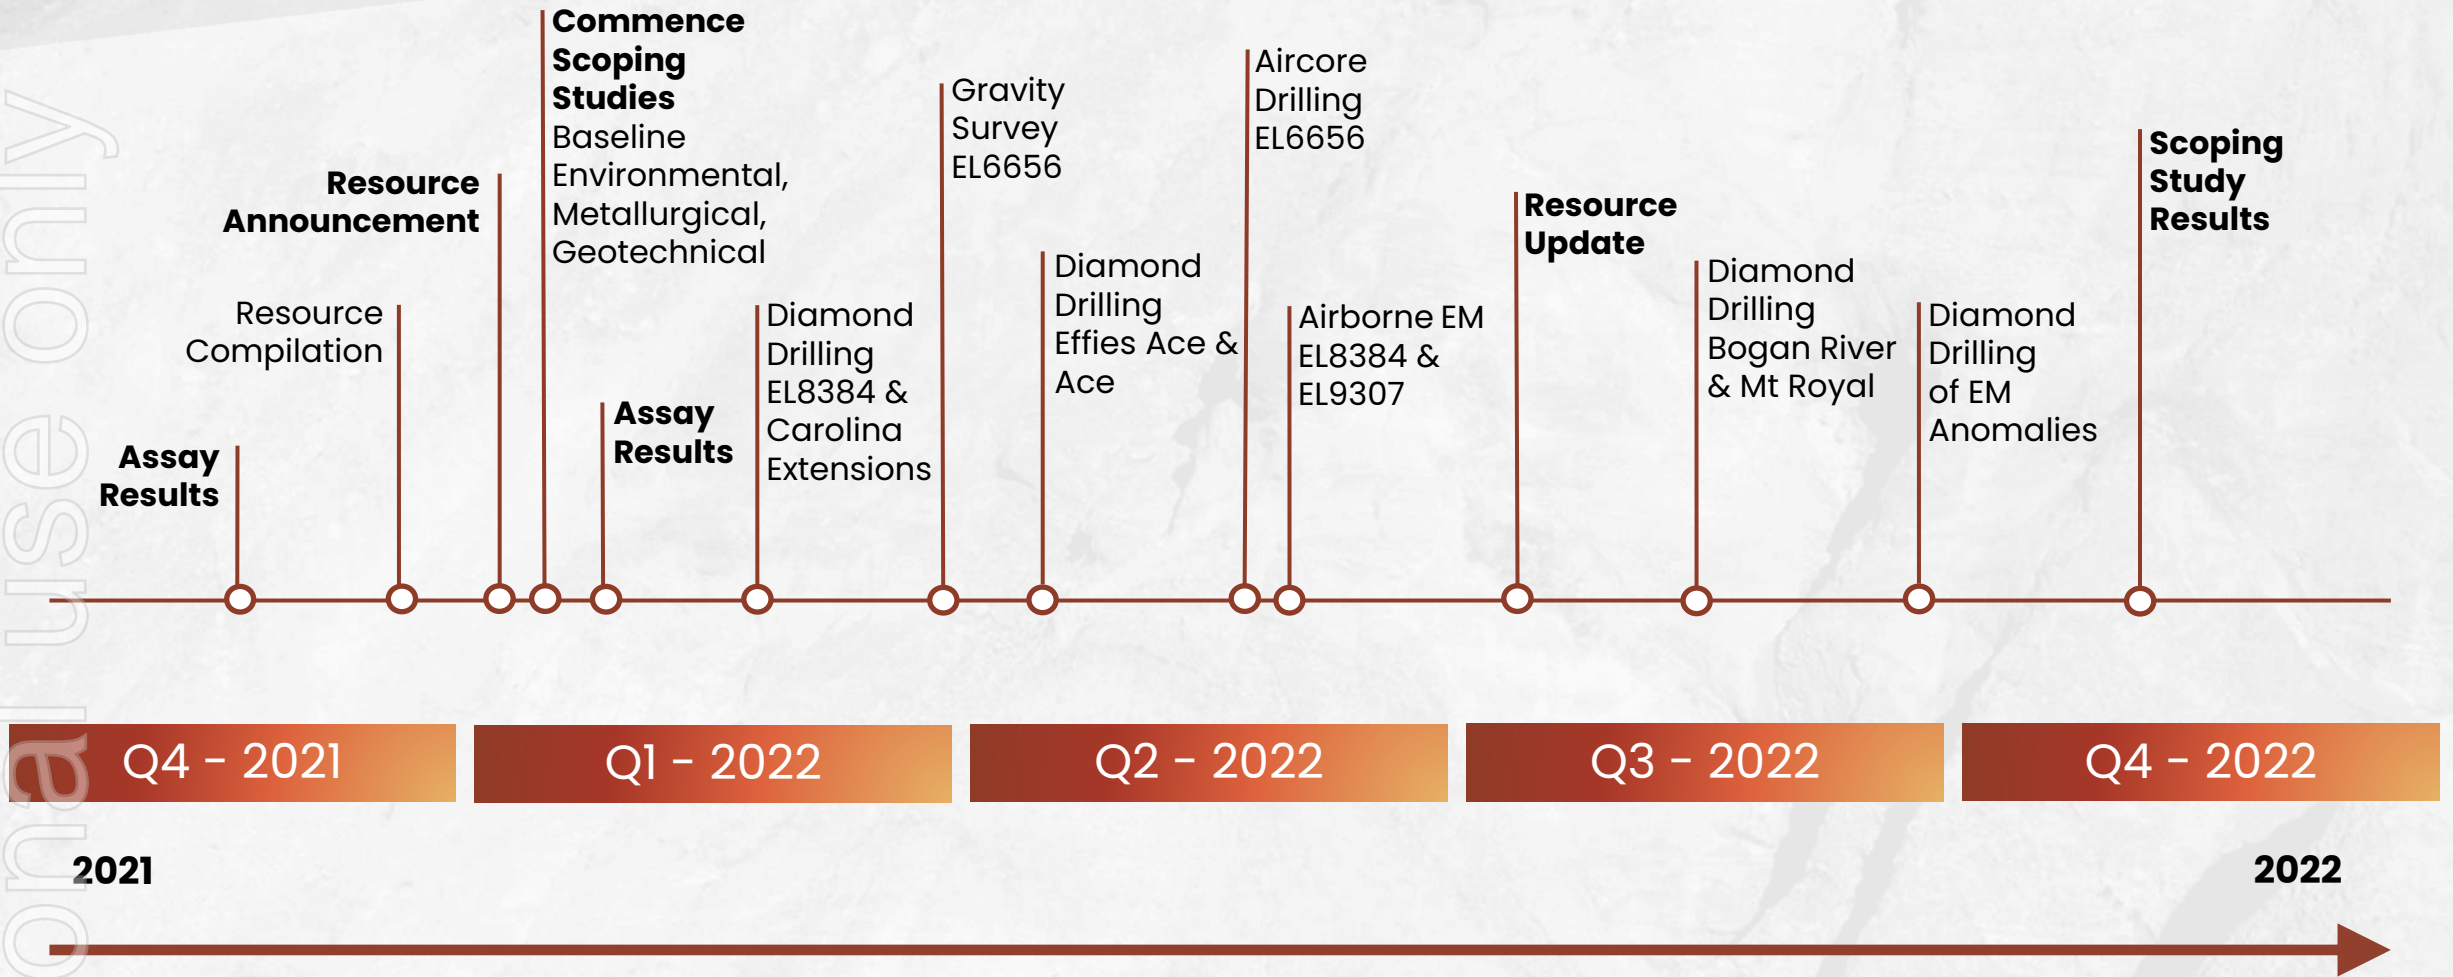 Assay
Results
Resource
Compilation
Resource
Announcement
Commence
Scoping
Studies
Baseline
Environmental,
Metallurgical,
Geotechnical
Assay
Results
Diamond
Drilling
EL8384 &
Carolina
Extensions
Gravity
Survey
EL6656
Diamond
Drilling
Effies Ace &
Ace
Aircore
Drilling
EL6656
Airborne EM
EL8384 &
EL9307
Resource
Update
Diamond
Drilling
Bogan River
& Mt Royal
Diamond
Drilling
of EM
Anomalies
Scoping
Study
Results
Q4 - 2021
Q1 - 2022
Q2 - 2022
Q3 - 2022
Q4 - 2022
2021
2022
onal use only